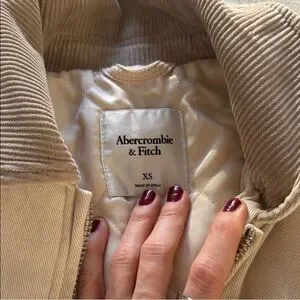 Abercrombie
& Fitch
XS
MADE IN INDIA